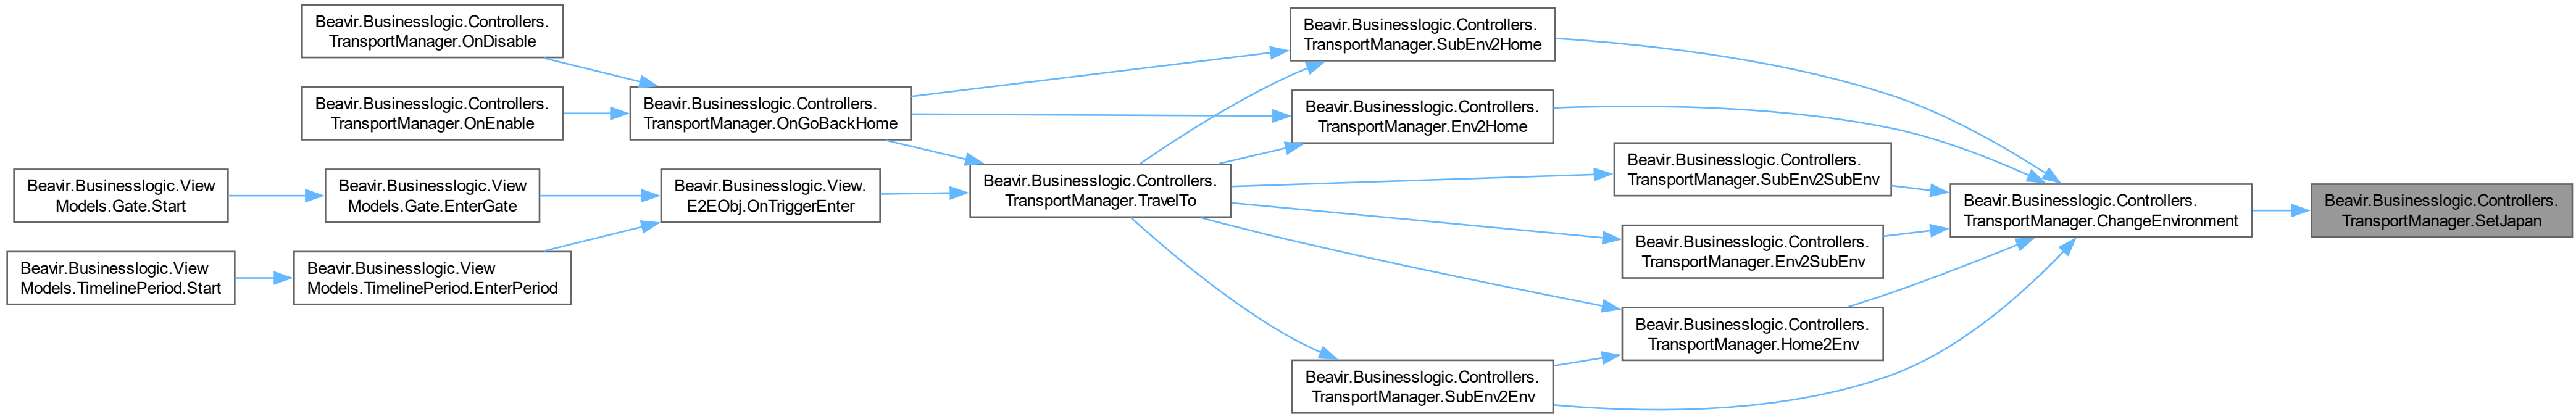 Beavir.Businesslogic.Controllers.
TransportManager.OnDisable
Beavir.Businesslogic.Controllers.
TransportManager.OnEnable
Beavir.Businesslogic.View
Models.Gate.Start
Beavir.Businesslogic.View
Models.TimelinePeriod.Start
Beavir.Businesslogic.View
Models.Gate.EnterGate
Beavir.Businesslogic.View
Models.TimelinePeriod.EnterPeriod
Beavir.Businesslogic.Controllers.
TransportManager.OnGoBackHome
Beavir.Businesslogic.View.
E2EObj.OnTriggerEnter
Beavir.Businesslogic.Controllers.
TransportManager.TravelTo
Beavir.Businesslogic.Controllers.
TransportManager.SubEnv2Home
Beavir.Businesslogic.Controllers.
TransportManager.Env2Home
Beavir.Businesslogic.Controllers.
TransportManager.SubEnv2SubEnv
Beavir.Businesslogic.Controllers.
TransportManager.Env2SubEnv
Beavir.Businesslogic.Controllers.
TransportManager.Home2Env
Beavir.Businesslogic.Controllers.
TransportManager.SubEnv2Env
Beavir.Businesslogic.Controllers.
TransportManager.ChangeEnvironment
Beavir.Businesslogic.Controllers.
TransportManager.SetJapan